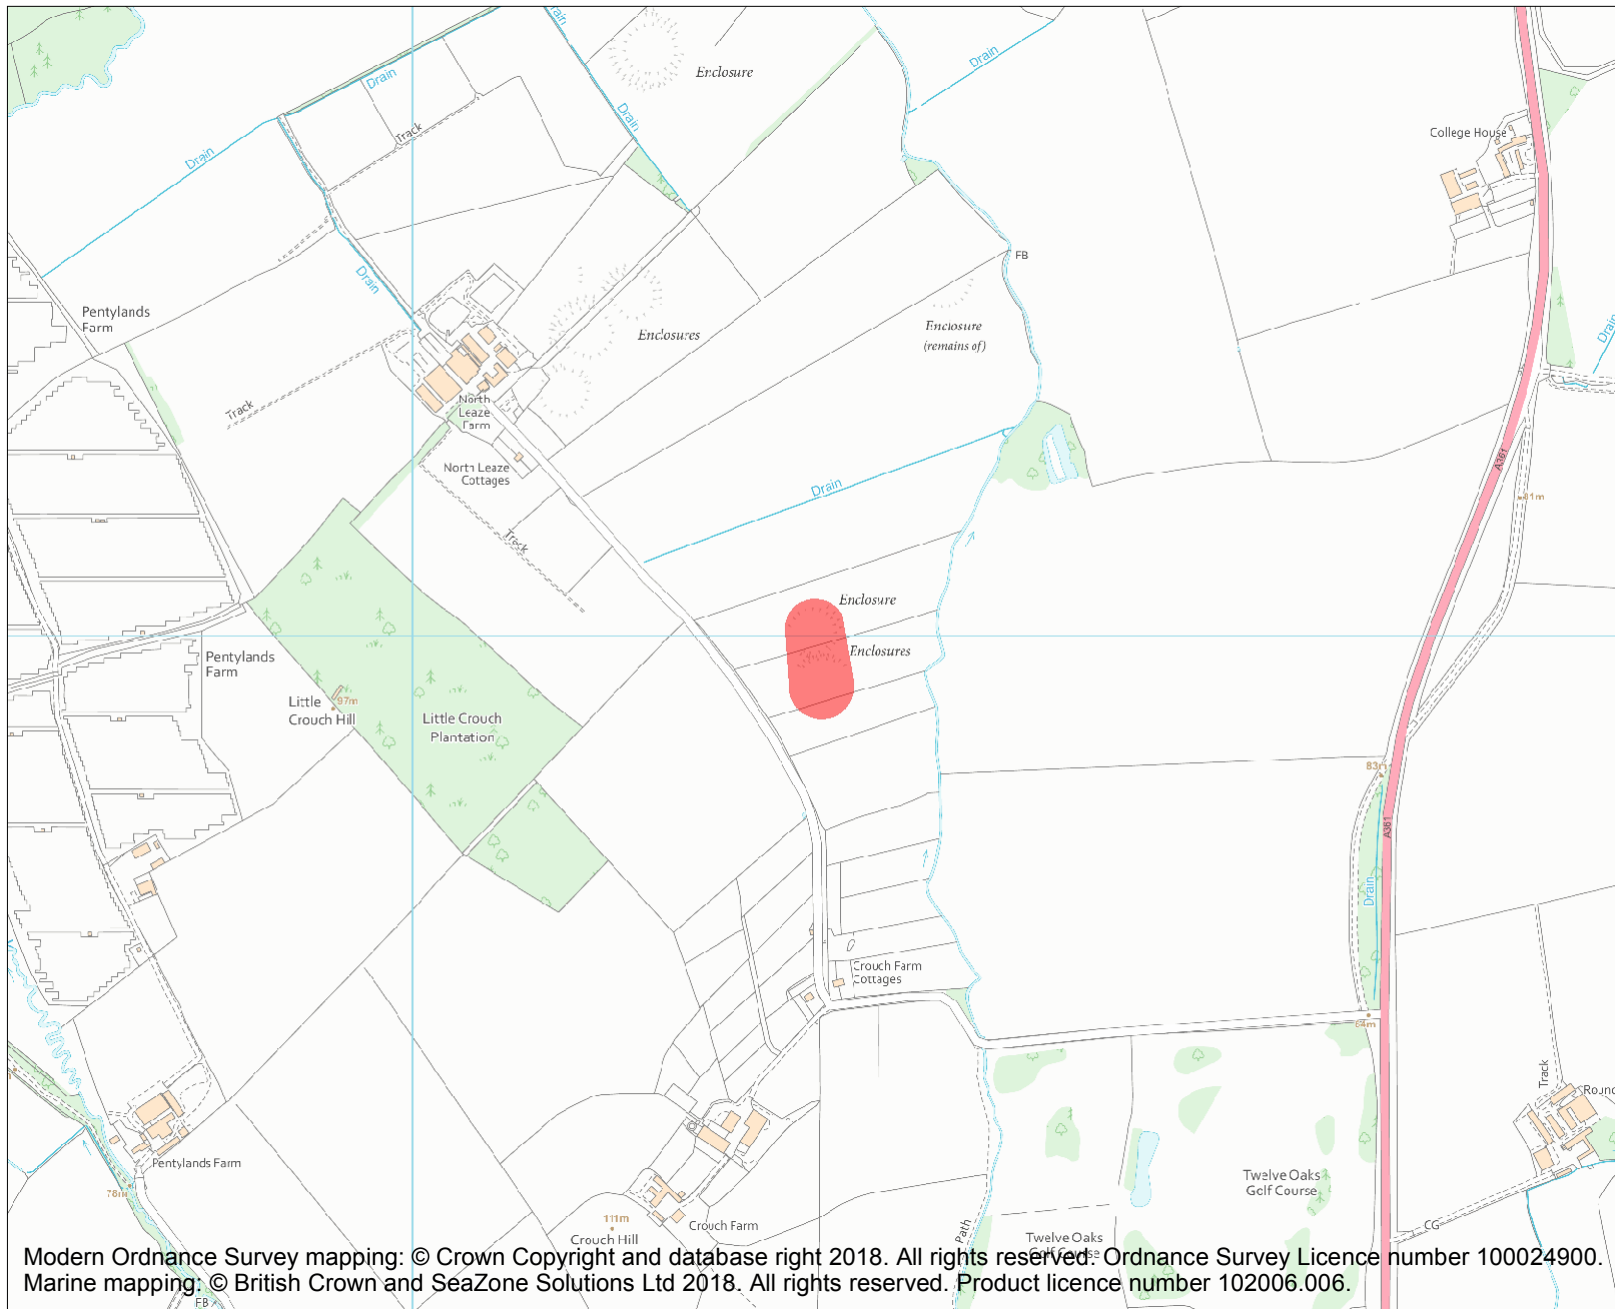 Drain
Enclosure
Drain
Drain
Drain
Track
Drain
College House
FB
Drain
Pentylands
Farm
Enclosures
Enclosure
(remains of)
Drain
Track
North
Leaze
Farm
North Leaze
Cottages
A361
Drain
Track
Enclosure
Enclosures
Pentylands
Farm
Little
Crouch Hill
97m
Little Crouch
Plantation
83m
A361
Drain
Crouch Farm
Cottages
84m
Track
Pentylands Farm
78m
Twelve Oaks
Golf Course
Crouch Farm
111m
Crouch Hill
Path
Twelve Oaks
Golf Course
CG
Modern Ordnance Survey mapping: © Crown Copyright and database right 2018. All rights reserved. Ordnance Survey Licence number 100024900.
Marine mapping: © British Crown and SeaZone Solutions Ltd 2018. All rights reserved. Product licence number 102006.006.
FB